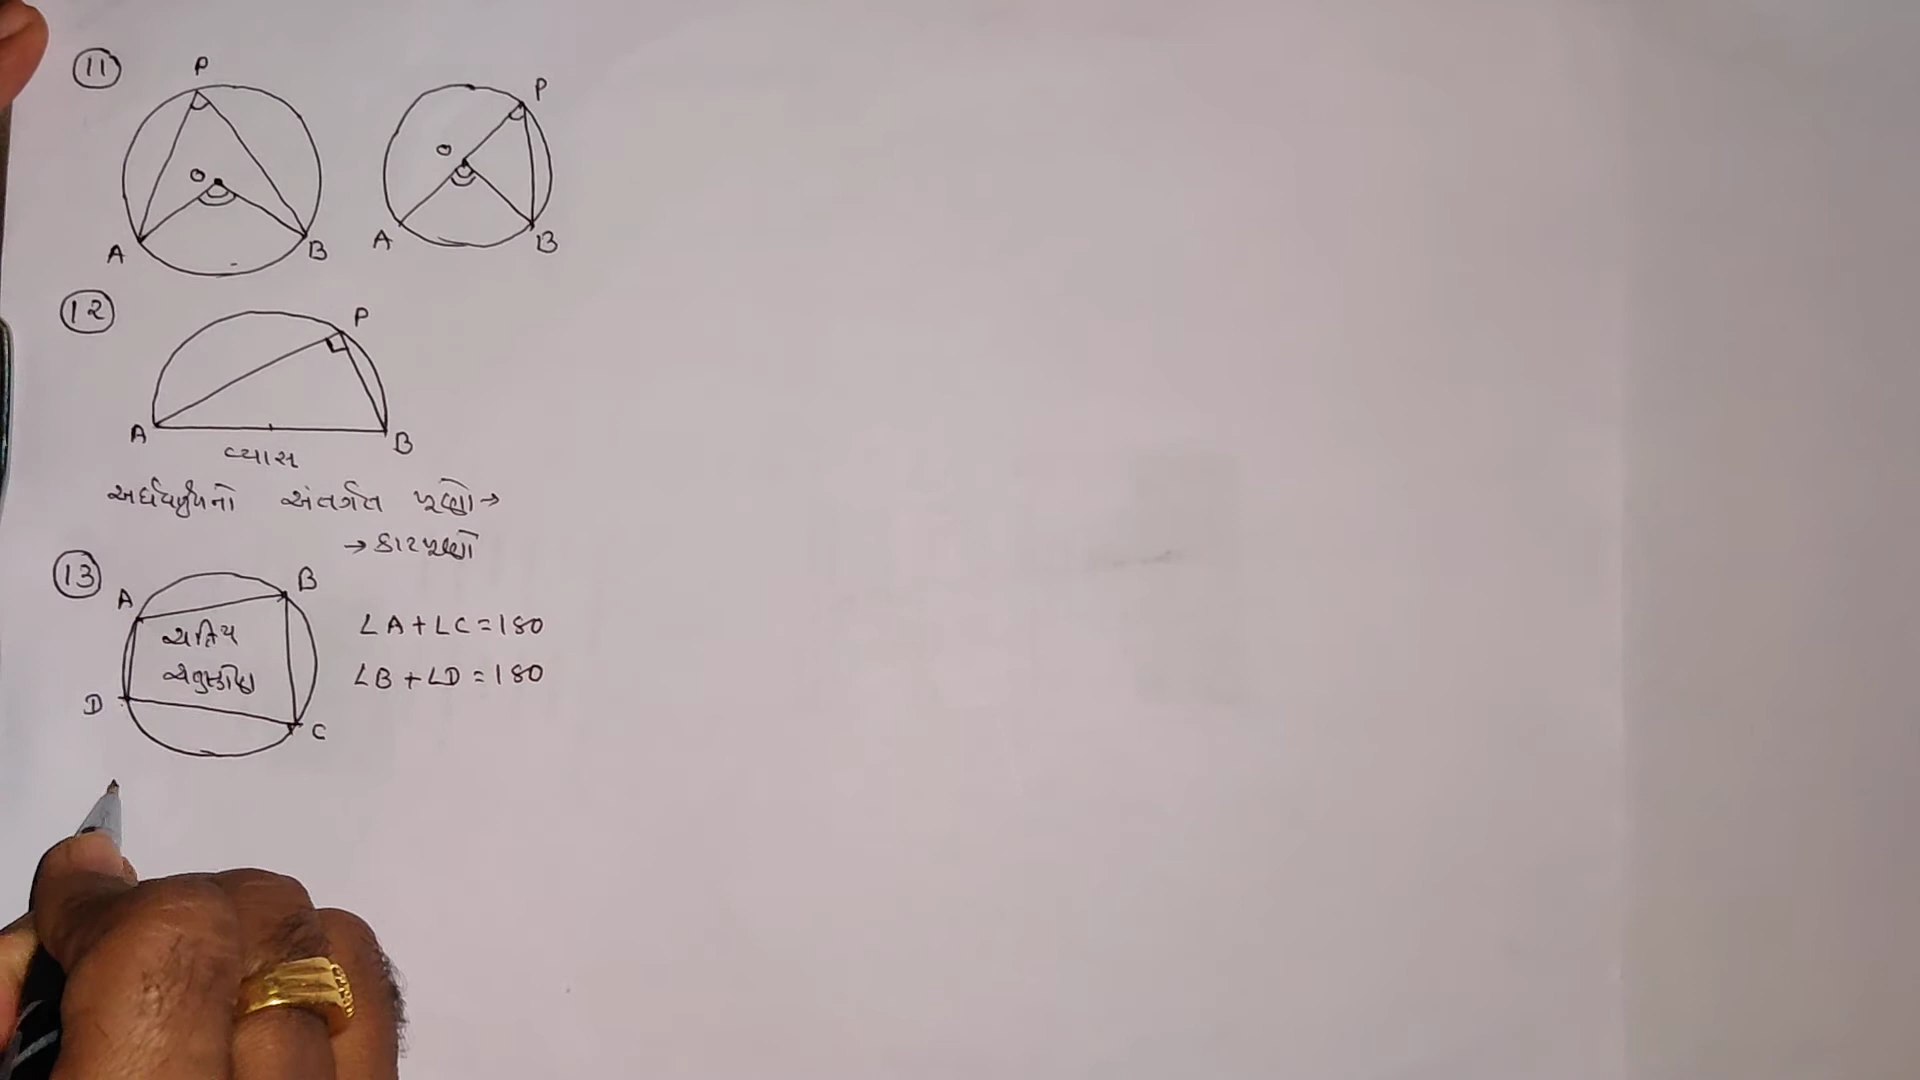 11
P
P
O
O
A
B
A
B
12
P
A
B
વ્યાસ
અર્ધવર્તુળનો અંતર્ગત ખૂણો →
→ કાટખૂણો
13
A
B
ચક્રિય
ચતુષ્કોણ
∠A+∠C=180
∠B+∠D=180
D
C